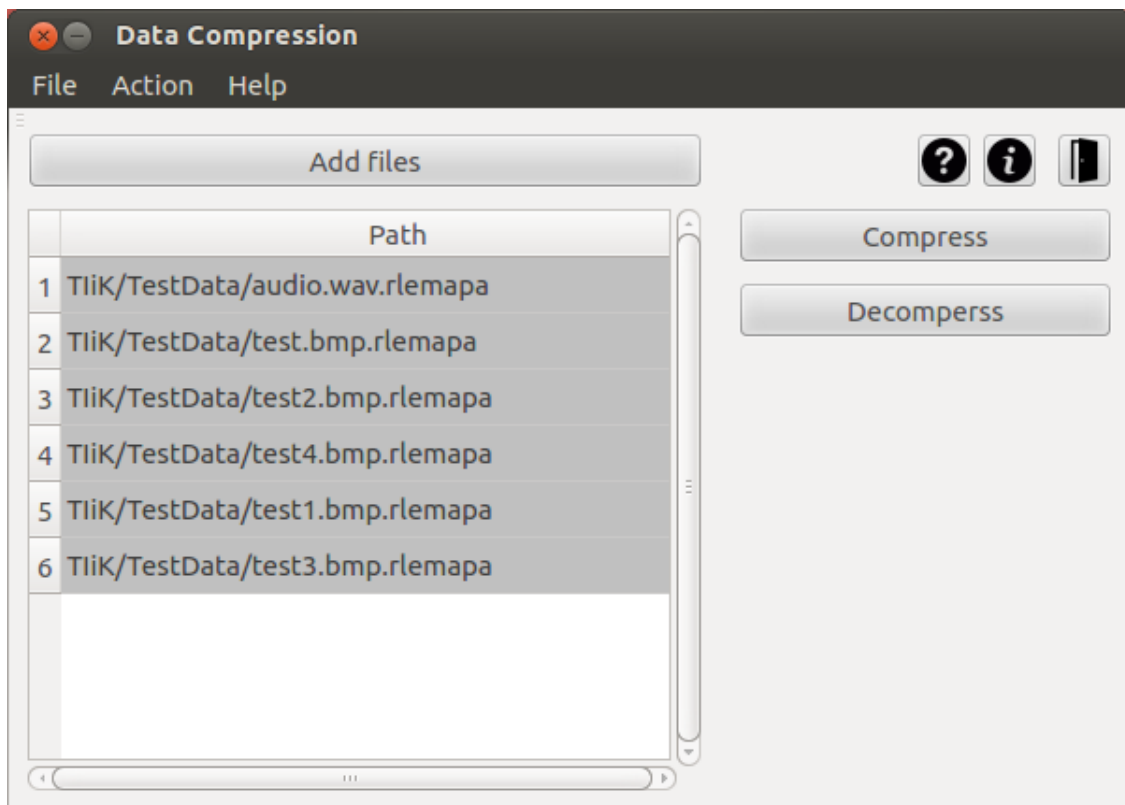 Data Compression
File Action Help
Add files
Path
Compress
Decomperss
1 TIiK/TestData/audio.wav.rlemapa
2 TIiK/TestData/test.bmp.rlemapa
3 TIiK/TestData/test2.bmp.rlemapa
4 TIiK/TestData/test4.bmp.rlemapa
5 TIiK/TestData/test1.bmp.rlemapa
6 TIiK/TestData/test3.bmp.rlemapa